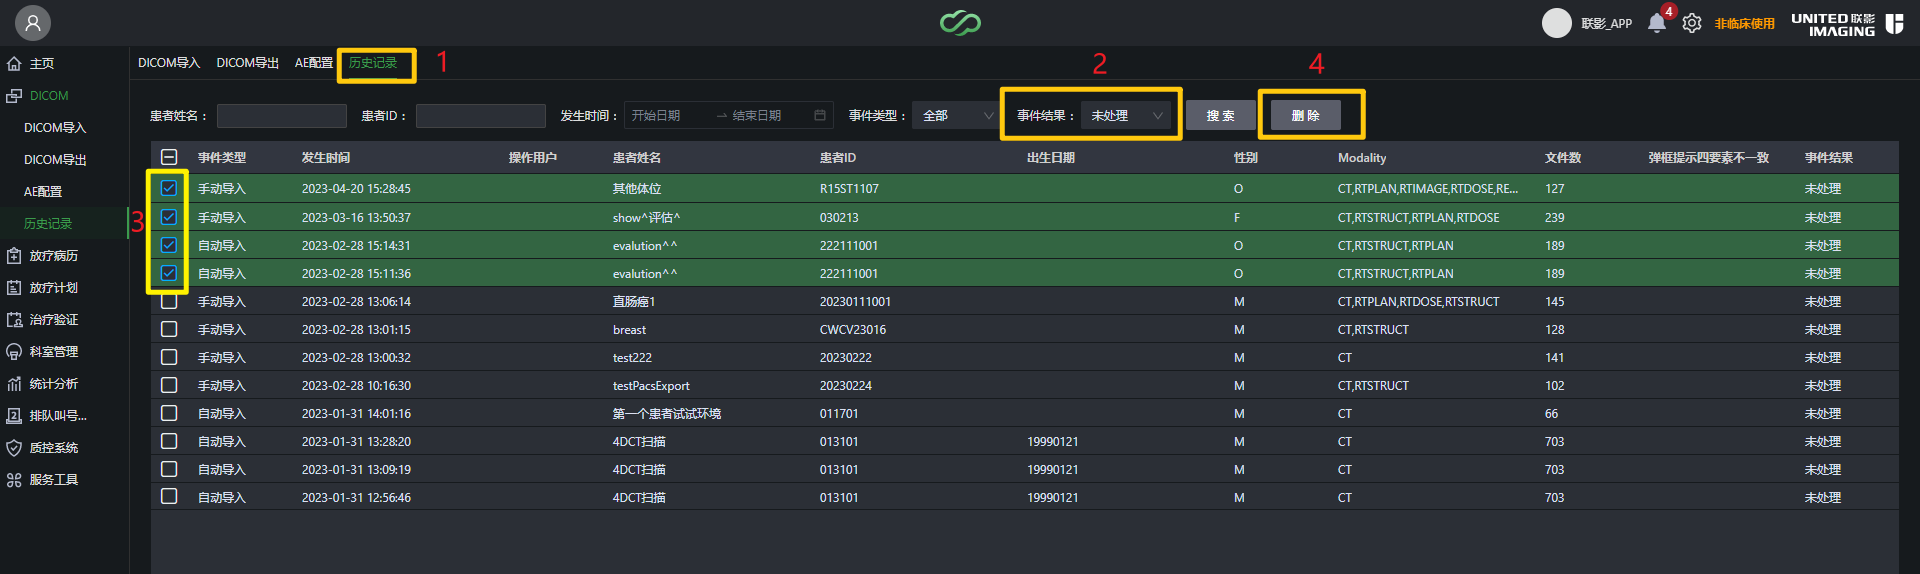 联影_APP 4 非临床使用 UNITED 联影 IMAGING
主页
DICOM
DICOM导入
DICOM导出
AE配置
历史记录
放疗病历
放疗计划
治疗验证
科室管理
统计分析
排队叫号...
质控系统
服务工具
DICOM导入 DICOM导出 AE配置 历史记录 1 2 4
患者姓名： 患者ID： 发生时间： 开始日期 → 结束日期 事件类型： 全部 事件结果： 未处理 搜 索 删 除
事件类型 发生时间 操作用户 患者姓名 患者ID 出生日期 性别 Modality 文件数 弹框提示四要素不一致 事件结果
手动导入 2023-04-20 15:28:45 其他体位 R15ST1107 O CT,RTPLAN,RTIMAGE,RTDOSE,RE... 127 未处理
3 手动导入 2023-03-16 13:50:37 show^评估^ 030213 F CT,RTSTRUCT,RTPLAN,RTDOSE 239 未处理
自动导入 2023-02-28 15:14:31 evalution^^ 222111001 O CT,RTSTRUCT,RTPLAN 189 未处理
自动导入 2023-02-28 15:11:36 evalution^^ 222111001 O CT,RTSTRUCT,RTPLAN 189 未处理
手动导入 2023-02-28 13:06:14 直肠癌1 20230111001 M CT,RTPLAN,RTDOSE,RTSTRUCT 145 未处理
手动导入 2023-02-28 13:01:15 breast CWCV23016 M CT,RTSTRUCT 128 未处理
手动导入 2023-02-28 13:00:32 test222 20230222 M CT 141 未处理
手动导入 2023-02-28 10:16:30 testPacsExport 20230224 M CT,RTSTRUCT 102 未处理
自动导入 2023-01-31 14:01:16 第一个患者试试环境 011701 M CT 66 未处理
自动导入 2023-01-31 13:28:20 4DCT扫描 013101 19990121 M CT 703 未处理
自动导入 2023-01-31 13:09:19 4DCT扫描 013101 19990121 M CT 703 未处理
自动导入 2023-01-31 12:56:46 4DCT扫描 013101 19990121 M CT 703 未处理